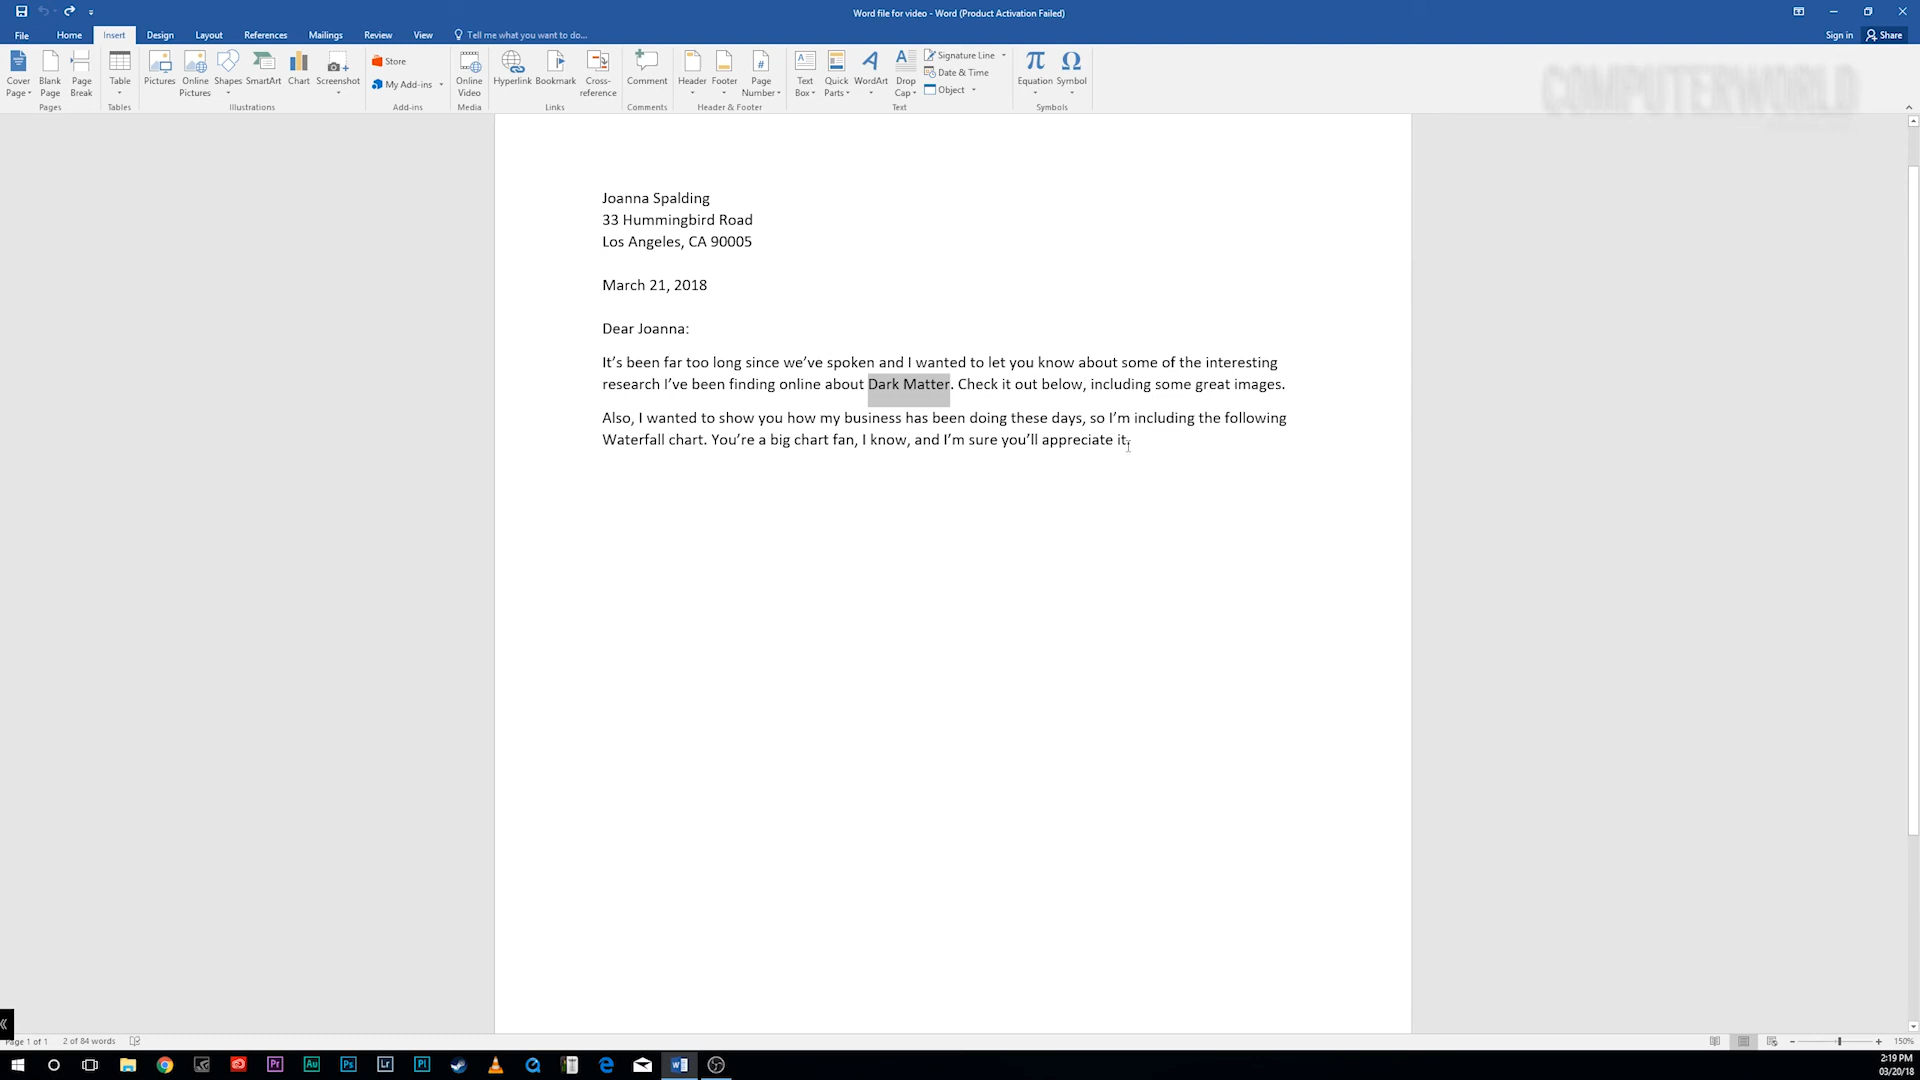 Word file for video - Word (Product Activation Failed)
File Home Insert Design Layout References Mailings Review View Tell me what you want to do... Sign in Share
COMPUTERWORLD
Cover Page
Blank Page
Page Break
Pages
Table
Tables
Pictures
Online Pictures
Shapes
SmartArt
Chart
Screenshot
Illustrations
Store
My Add-ins
Add-ins
Online Video
Media
Hyperlink
Bookmark
Cross-reference
Links
Comment
Comments
Header
Footer
Page Number
Header & Footer
Text Box
Quick Parts
WordArt
Drop Cap
Signature Line
Date & Time
Object
Text
Equation
Symbol
Symbols
Joanna Spalding
33 Hummingbird Road
Los Angeles, CA 90005
March 21, 2018
Dear Joanna:
It’s been far too long since we’ve spoken and I wanted to let you know about some of the interesting
research I’ve been finding online about Dark Matter. Check it out below, including some great images.
Also, I wanted to show you how my business has been doing these days, so I’m including the following
Waterfall chart. You’re a big chart fan, I know, and I’m sure you’ll appreciate it.
Page 1 of 1 2 of 84 words 150%
Pr Au Ps Lr Pl
2:19 PM
03/20/18